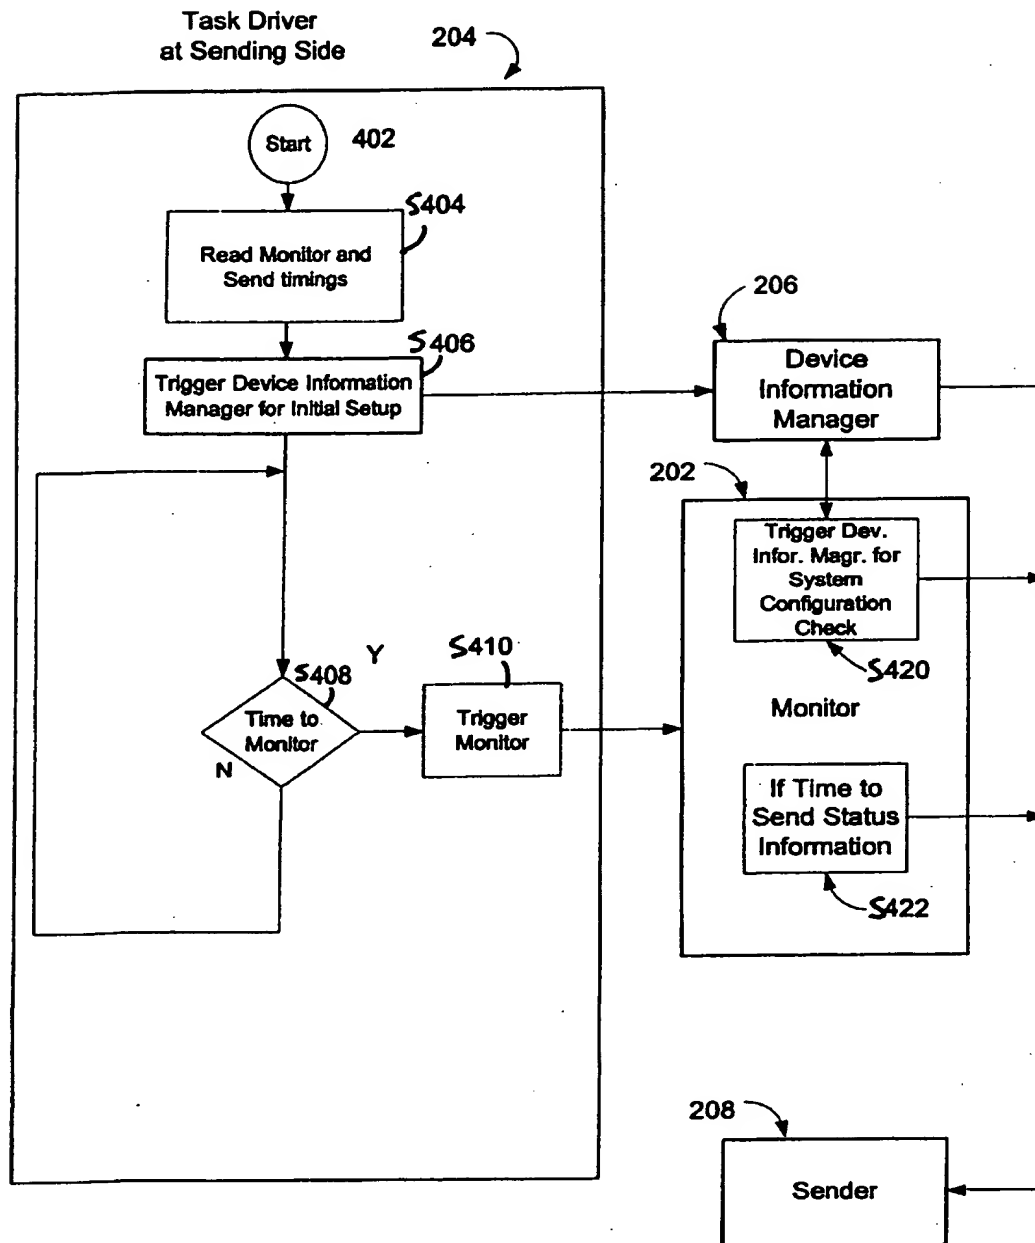 Task Driver
at Sending Side
204
Start
402
S404
Read Monitor and
Send timings
S406
Trigger Device Information
Manager for Initial Setup
206
Device
Information
Manager
202
Trigger Dev.
Infor. Magr. for
System
Configuration
Check
S420
Monitor
Y
S408
Time to
Monitor
N
S410
Trigger
Monitor
If Time to
Send Status
Information
S422
208
Sender